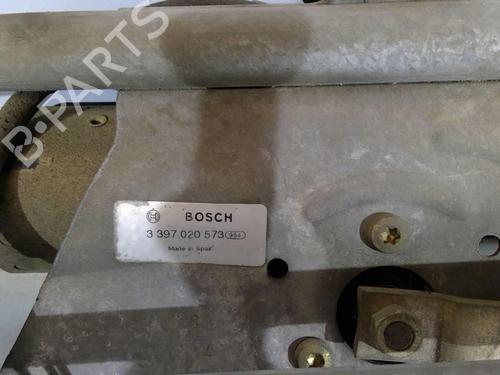 B-PARTS
BOSCH
3 397 020 573
Made in Spain